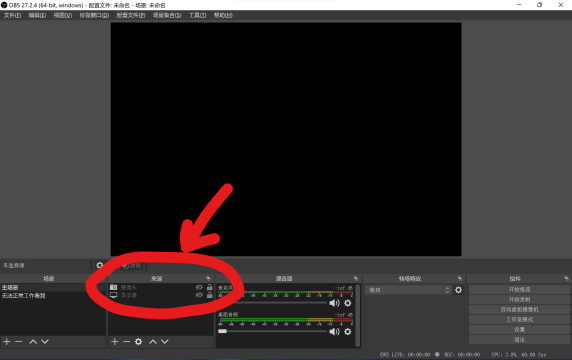 OBS 27.2.4 (64-bit, windows) - 配置文件: 未命名 - 场景: 未命名
文件(F) 编辑(E) 视图(V) 停靠窗口(D) 配置文件(P) 场景集合(S) 工具(T) 帮助(H)
未选择源
场景 来源 混音器 转场特效 控件
主场景
无法正常工作看我
摄像头
显示器
麦克风
-inf dB
桌面音频
-inf dB
开始推流
开始录制
启动虚拟摄像机
工作室模式
设置
退出
LIVE: 00:00:00 REC: 00:00:00 CPU: 60.00 fps